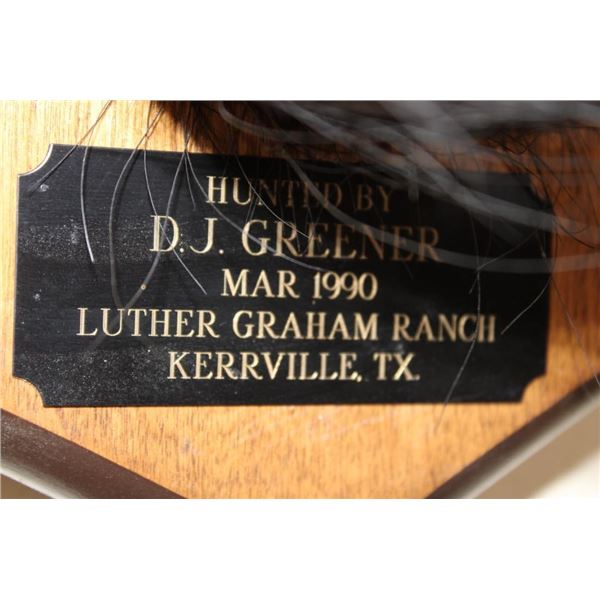 HUNTED BY
D.J. GREENER
MAR 1990
LUTHER GRAHAM RANCH
KERRVILLE, TX.